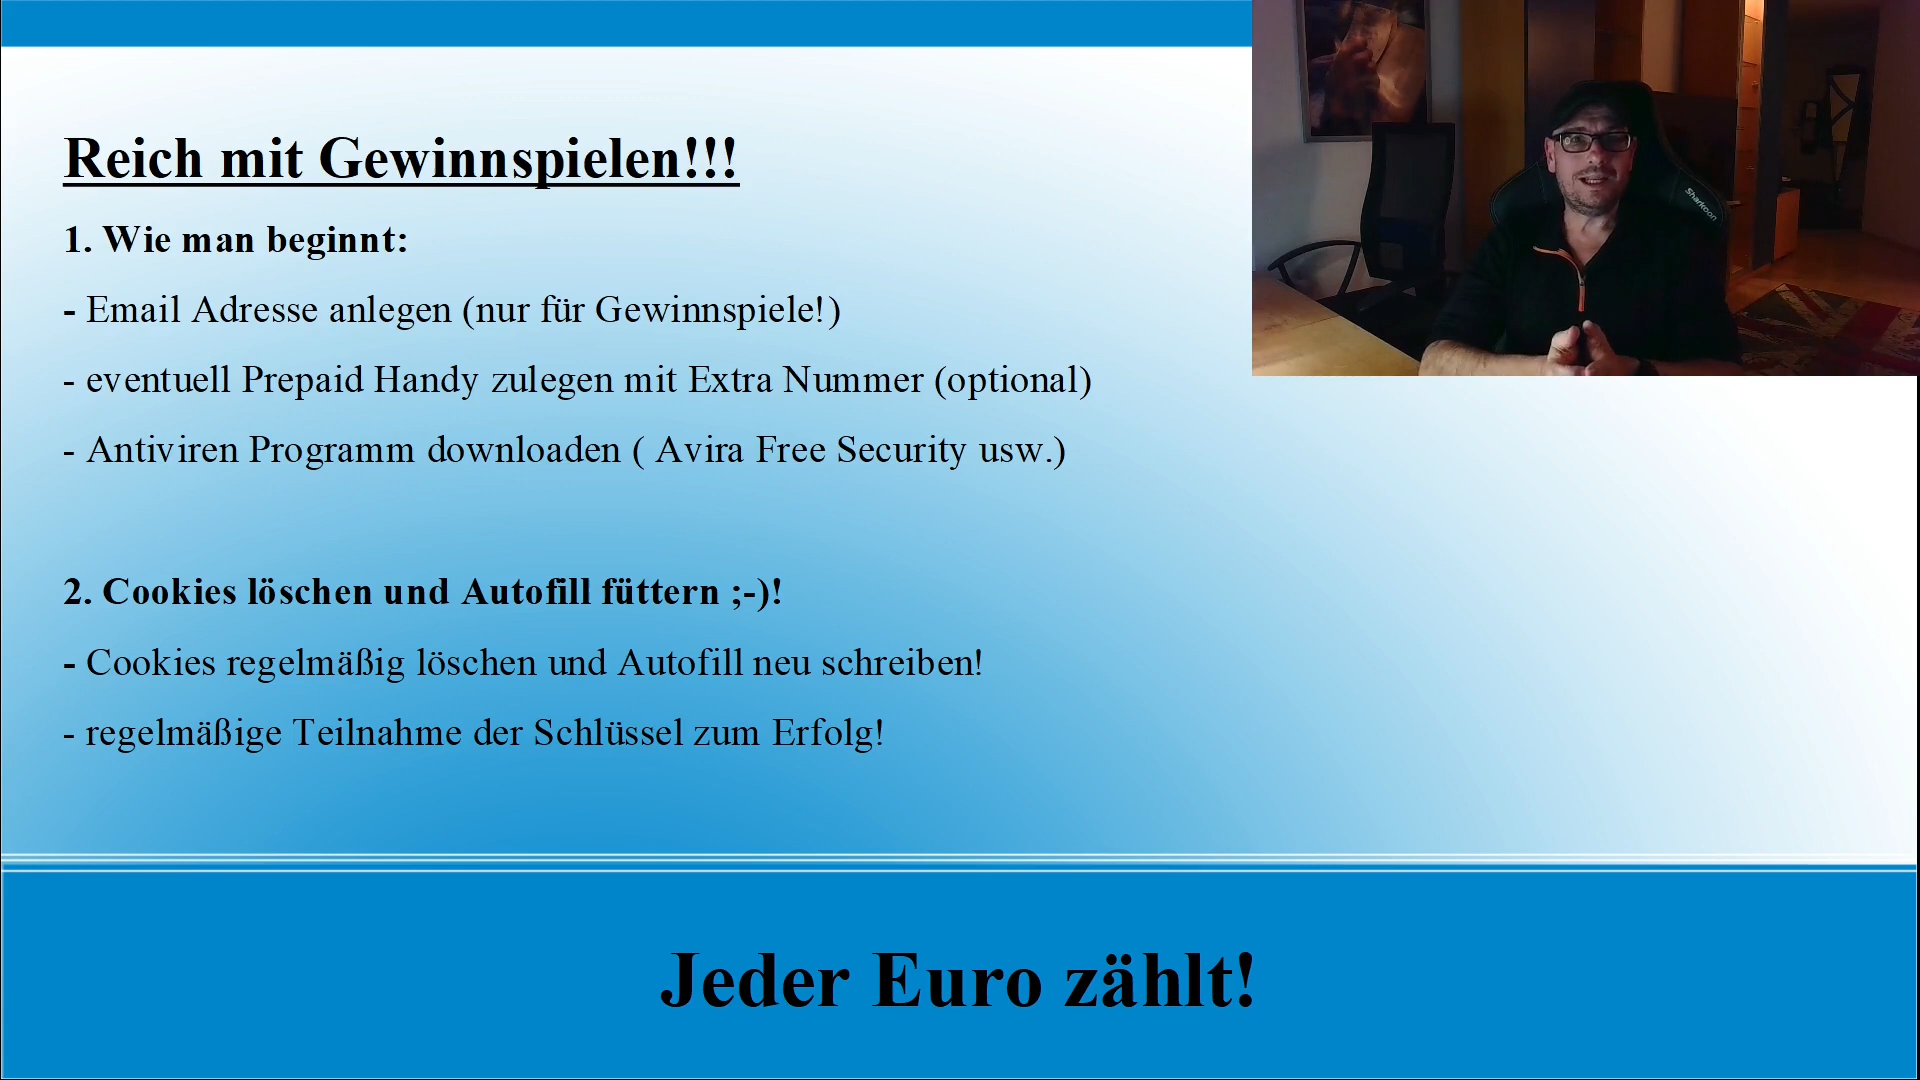 Reich mit Gewinnspielen!!!
1. Wie man beginnt:
- Email Adresse anlegen (nur für Gewinnspiele!)
- eventuell Prepaid Handy zulegen mit Extra Nummer (optional)
- Antiviren Programm downloaden ( Avira Free Security usw.)
2. Cookies löschen und Autofill füttern ;-)!
- Cookies regelmäßig löschen und Autofill neu schreiben!
- regelmäßige Teilnahme der Schlüssel zum Erfolg!
Jeder Euro zählt!
Sharkoon